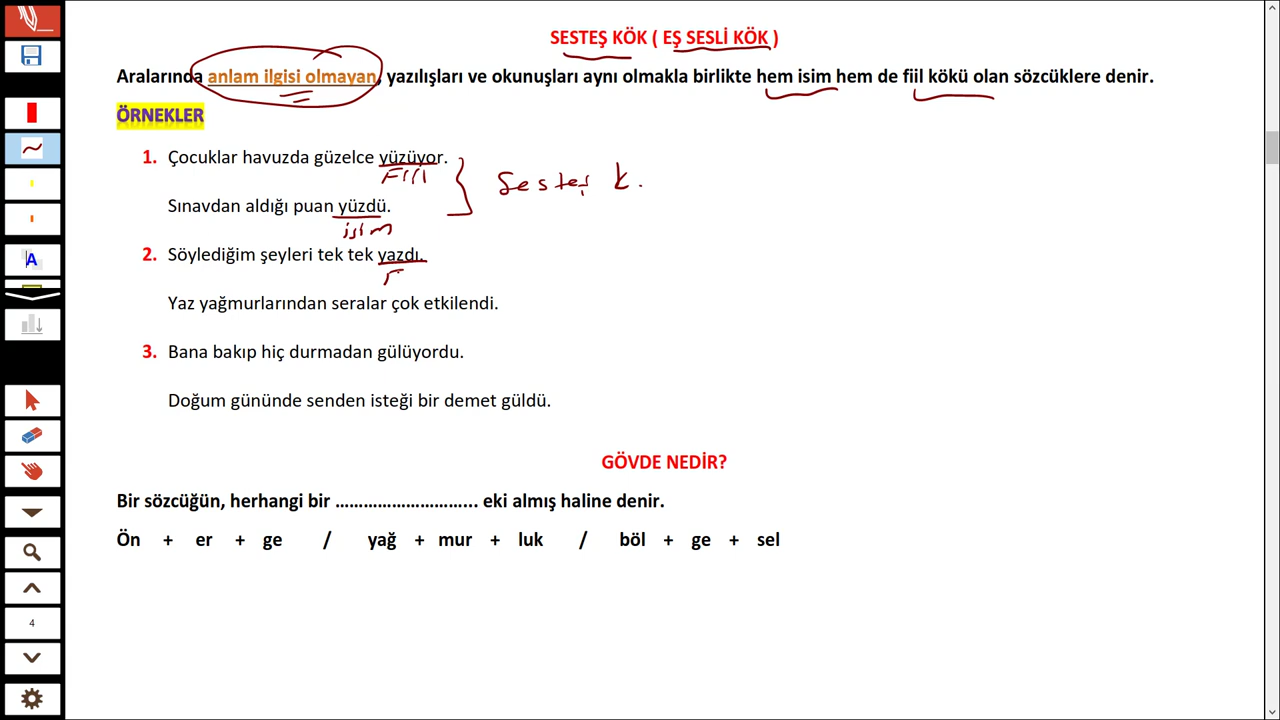 SESTEŞ KÖK ( EŞ SESLİ KÖK )
Aralarında anlam ilgisi olmayan, yazılışları ve okunuşları aynı olmakla birlikte hem isim hem de fiil kökü olan sözcüklere denir.
ÖRNEKLER
1. Çocuklar havuzda güzelce yüzüyor.
Fiil
Sesteş k.
Sınavdan aldığı puan yüzdü.
isim
2. Söylediğim şeyleri tek tek yazdı.
Yaz yağmurlarından seralar çok etkilendi.
3. Bana bakıp hiç durmadan gülüyordu.
Doğum gününde senden isteği bir demet güldü.
GÖVDE NEDİR?
Bir sözcüğün, herhangi bir ……………………….. eki almış haline denir.
Ön + er + ge / yağ + mur + luk / böl + ge + sel
A
4